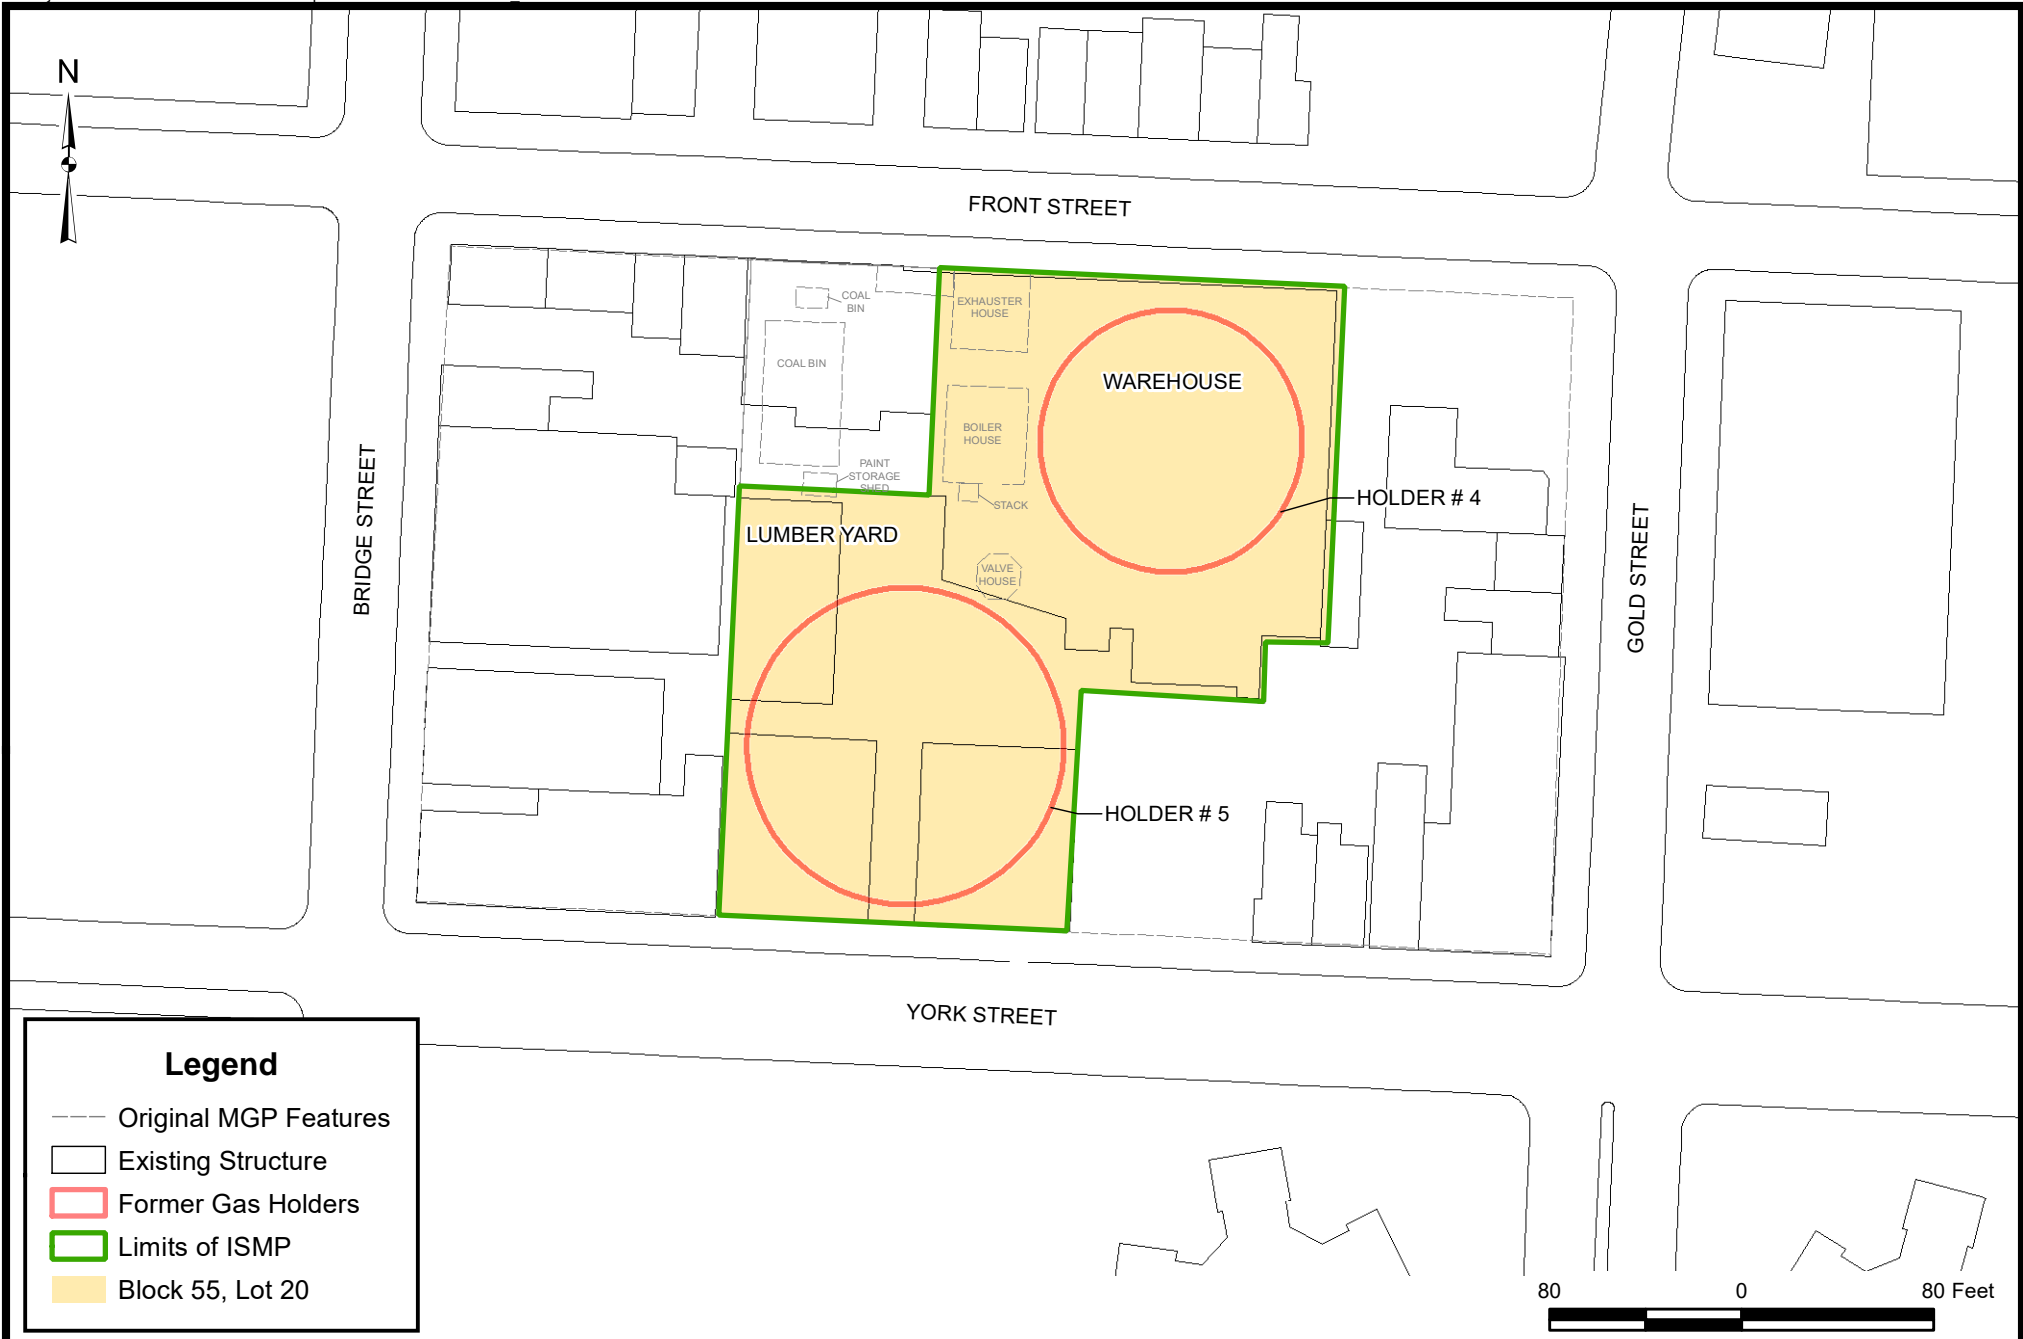 N
FRONT STREET
COAL
BIN
EXHAUSTER
HOUSE
COAL BIN
WAREHOUSE
BOILER
HOUSE
PAINT
STORAGE
SHED
STACK
HOLDER # 4
LUMBER YARD
VALVE
HOUSE
BRIDGE STREET
GOLD STREET
HOLDER # 5
YORK STREET
Legend
Original MGP Features
Existing Structure
Former Gas Holders
Limits of ISMP
Block 55, Lot 20
80 0 80 Feet